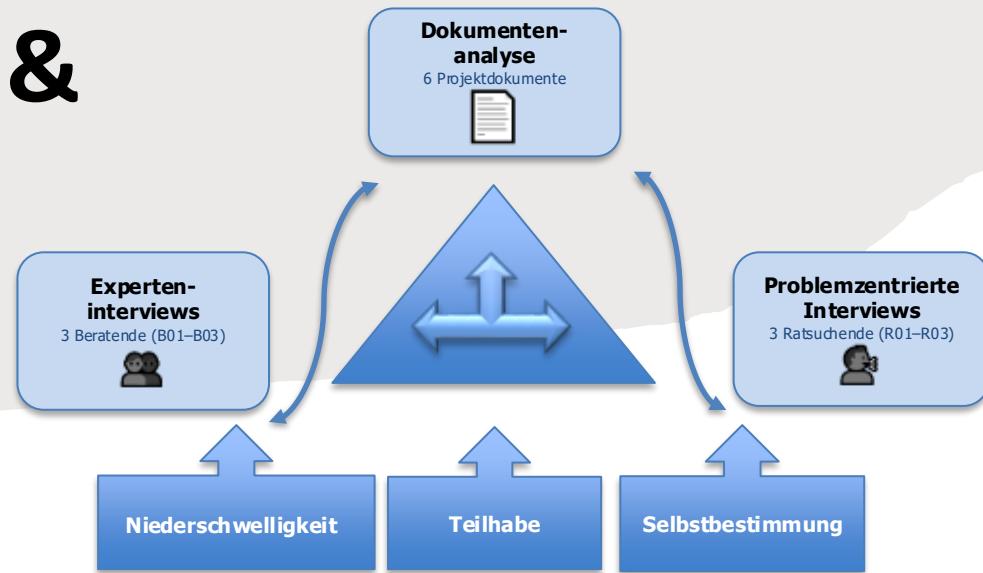 &
Dokumenten-
analyse
6 Projektdokumente
Experten-
interviews
3 Beratende (B01–B03)
Problemzentrierte
Interviews
3 Ratsuchende (R01–R03)
Niederschwelligkeit
Teilhabe
Selbstbestimmung